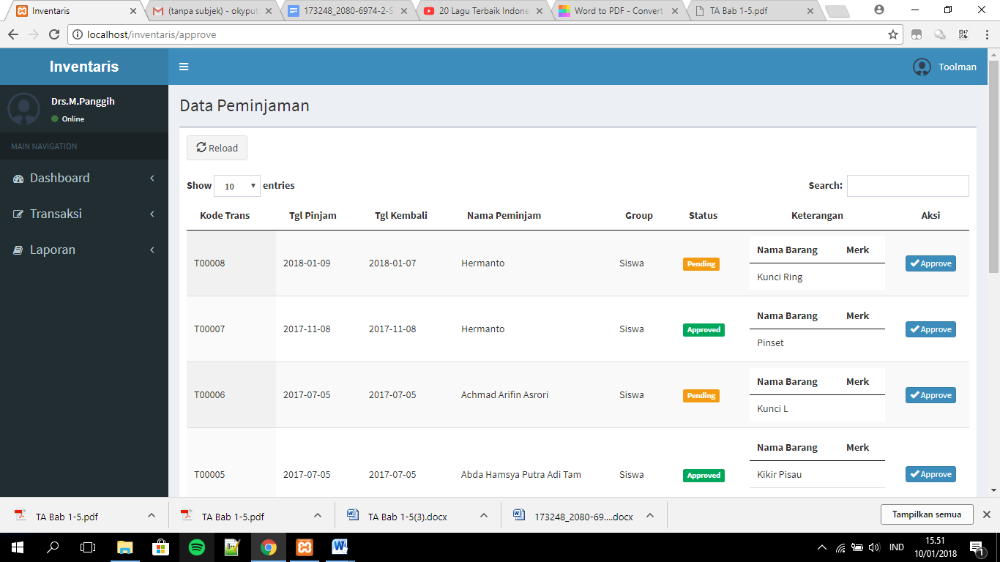 Inventaris
(tanpa subjek) - okyput
173248_2080-6974-2-S
20 Lagu Terbaik Indone
Word to PDF - Convert
TA Bab 1-5.pdf
localhost/inventaris/approve
Inventaris
Toolman
Drs.M.Panggih
Online
MAIN NAVIGATION
Dashboard
Transaksi
Laporan
Data Peminjaman
Reload
Show 10 entries
Search:
Kode Trans Tgl Pinjam Tgl Kembali Nama Peminjam Group Status Keterangan Aksi
Nama Barang Merk
T00008 2018-01-09 2018-01-07 Hermanto Siswa Pending Approve
Kunci Ring
Nama Barang Merk
T00007 2017-11-08 2017-11-08 Hermanto Siswa Approved Approve
Pinset
Nama Barang Merk
T00006 2017-07-05 2017-07-05 Achmad Arifin Asrori Siswa Pending Approve
Kunci L
Nama Barang Merk
T00005 2017-07-05 2017-07-05 Abda Hamsya Putra Adi Tam Siswa Approved Kikir Pisau Approve
TA Bab 1-5.pdf
TA Bab 1-5.pdf
TA Bab 1-5(3).docx
173248_2080-69....docx
Tampilkan semua
IND
15.51
10/01/2018
1